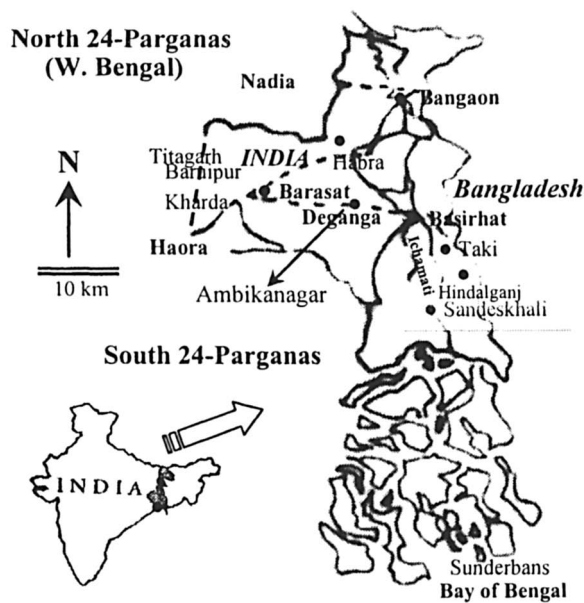 North 24-Parganas
(W. Bengal)
Nadia
Bangaon
N
Titagarh
INDIA
Habra
Barnipur
Bangladesh
Kharda
Barasat
Deganga
Basirhat
Haora
Taki
Ichamati
10 km
Ambikanagar
Hindalganj
Sandeskhali
South 24-Parganas
INDIA
Sunderbans
Bay of Bengal